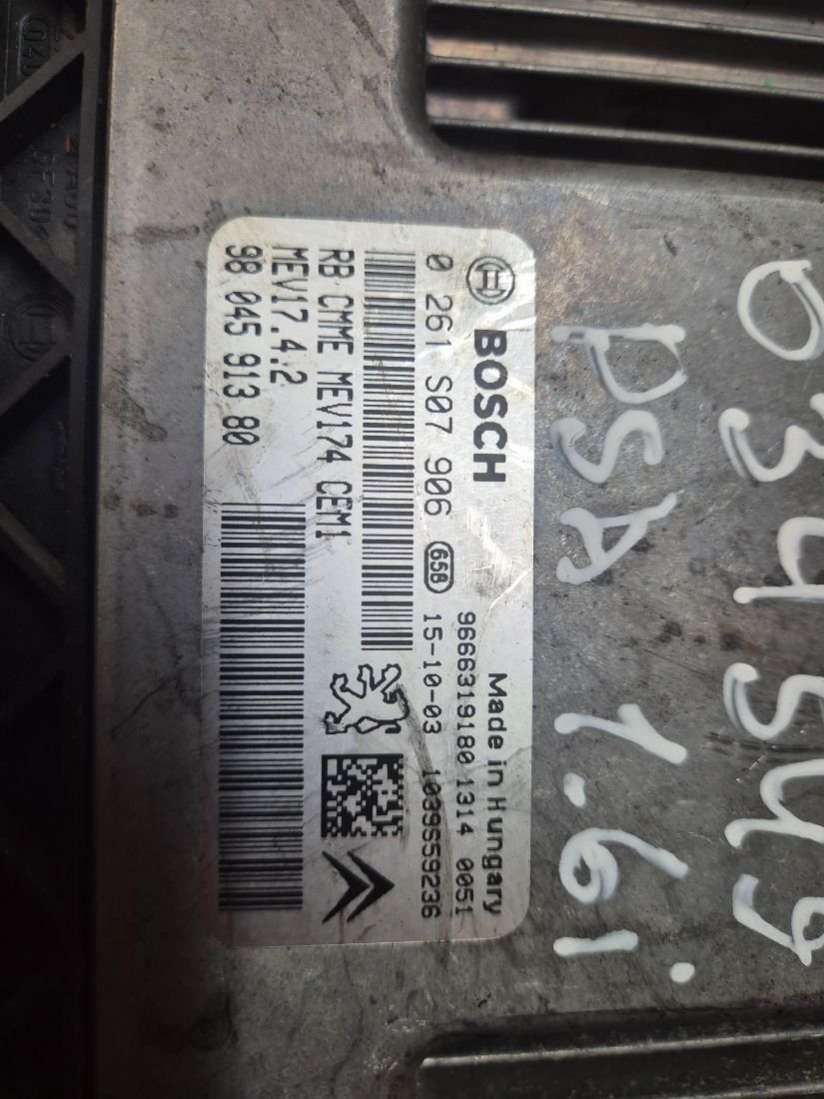 BOSCH
Made in Hungary
9666319180 1314 0051
0 261 S07 906 658 15-10-03 1039S59236
RB CMME MEV174 CEM1
MEV17.4.2
98 045 913 80
PSA 1.6i